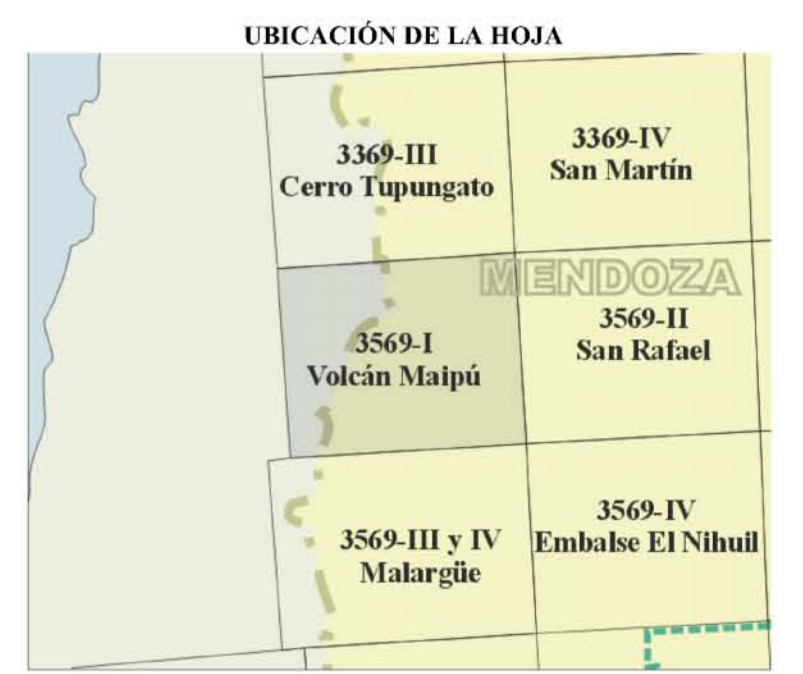 UBICACIÓN DE LA HOJA
3369-III
Cerro Tupungato
3369-IV
San Martín
MENDOZA
3569-I
Volcán Maipú
3569-II
San Rafael
3569-III y IV
Malargüe
3569-IV
Embalse El Nihuil